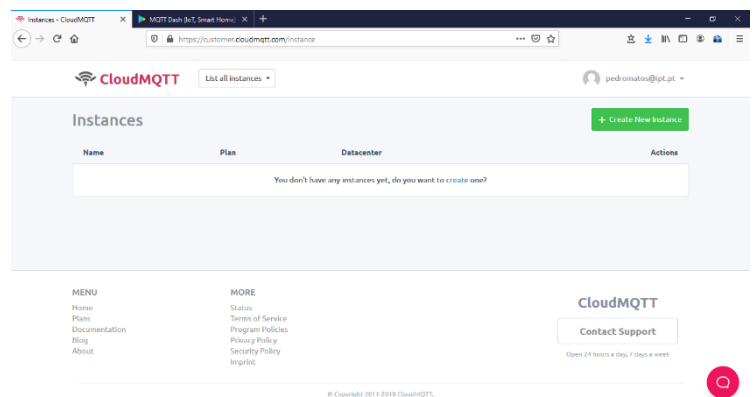 Instances - CloudMQTT
MQTT Dash (IoT, Smart Home)
https://customer.cloudmqtt.com/instance
CloudMQTT
List all instances
pedromatos@ipt.pt
Instances
+ Create New Instance
Name Plan Datacenter Actions
You don't have any instances yet, do you want to create one?
MENU
Home
Plans
Documentation
Blog
About
MORE
Status
Terms of Service
Program Policies
Privacy Policy
Security Policy
Imprint
CloudMQTT
Contact Support
Open 24 hours a day, 7 days a week
© Copyright 2011-2019 CloudMQTT.